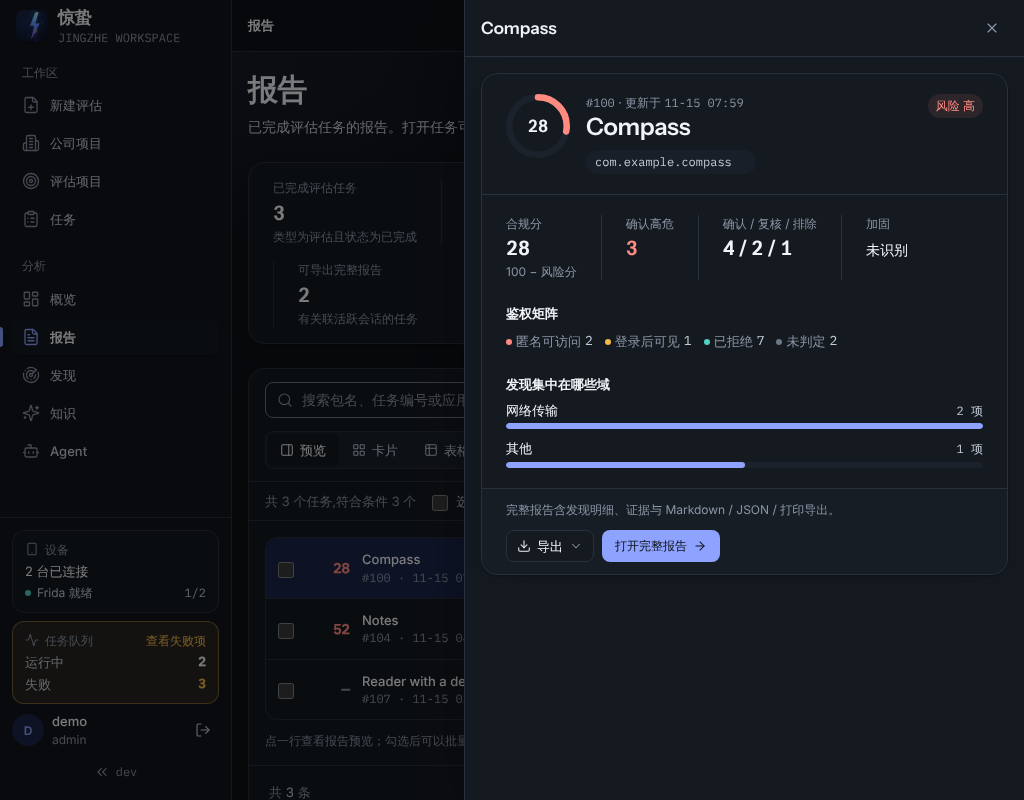 惊蛰
JINGZHE WORKSPACE
工作区
新建评估
公司项目
评估项目
任务
分析
概览
报告
发现
知识
Agent
设备
2 台已连接
Frida 就绪 1/2
任务队列 查看失败项
运行中 2
失败 3
D
demo
admin
dev
报告
报告
已完成评估任务的报告。打开任务
已完成评估任务
3
类型为评估且状态为已完成
可导出完整报告
2
有关联活跃会话的任务
搜索包名、任务编号或应用
预览 卡片 表格
共 3 个任务,符合条件 3 个
28 Compass
#100 · 11-15
52 Notes
#104 · 11-15
– Reader with a de
#107 · 11-15
点一行查看报告预览；勾选后可以批量
共 3 条
Compass
28
#100 · 更新于 11-15 07:59
Compass
com.example.compass
风险 高
合规分
28
100 − 风险分
确认高危
3
确认 / 复核 / 排除
4 / 2 / 1
加固
未识别
鉴权矩阵
匿名可访问 2 登录后可见 1 已拒绝 7 未判定 2
发现集中在哪些域
网络传输 2 项
其他 1 项
完整报告含发现明细、证据与 Markdown / JSON / 打印导出。
导出
打开完整报告